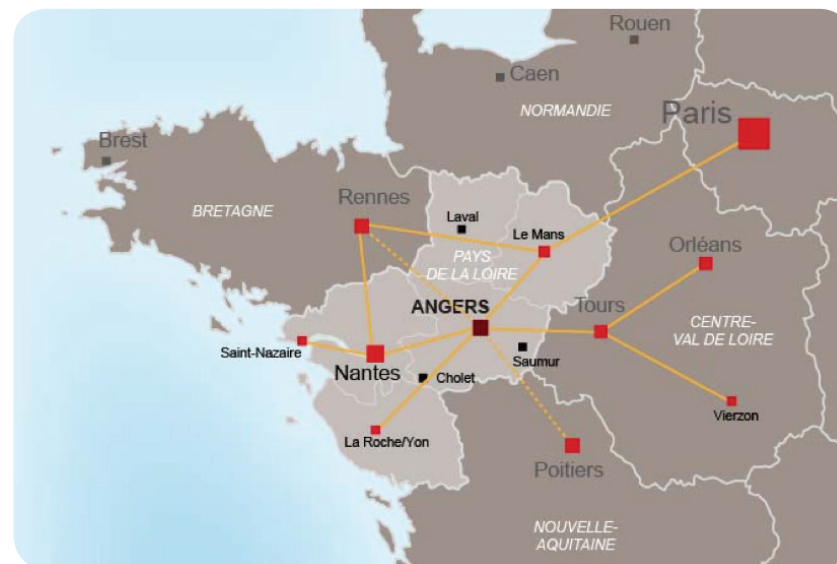 Rouen
Caen
Paris
NORMANDIE
Brest
Rennes
BRETAGNE
Laval
Le Mans
PAYS
DE LA LOIRE
Orléans
ANGERS
Tours
CENTRE-
VAL DE LOIRE
Saint-Nazaire
Nantes
Saumur
Cholet
Vierzon
La Roche/Yon
Poitiers
NOUVELLE-
AQUITAINE